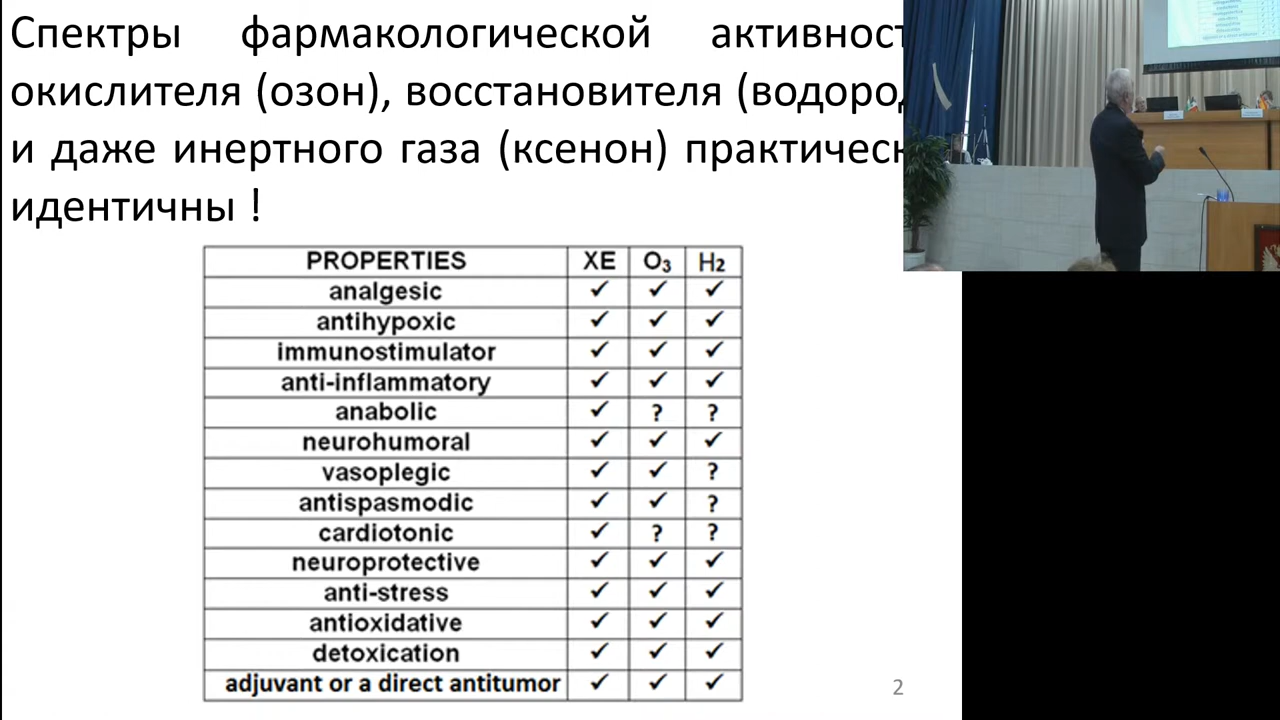 Спектры фармакологической активност
окислителя (озон), восстановителя (водород
и даже инертного газа (ксенон) практическ
идентичны !
PROPERTIES XE O₃ H₂
analgesic ✓ ✓ ✓
antihypoxic ✓ ✓ ✓
immunostimulator ✓ ✓ ✓
anti-inflammatory ✓ ✓ ✓
anabolic ✓ ? ?
neurohumoral ✓ ✓ ✓
vasoplegic ✓ ✓ ?
antispasmodic ✓ ✓ ?
cardiotonic ✓ ? ?
neuroprotective ✓ ✓ ✓
anti-stress ✓ ✓ ✓
antioxidative ✓ ✓ ✓
detoxication ✓ ✓ ✓
adjuvant or a direct antitumor ✓ ✓ ✓
2